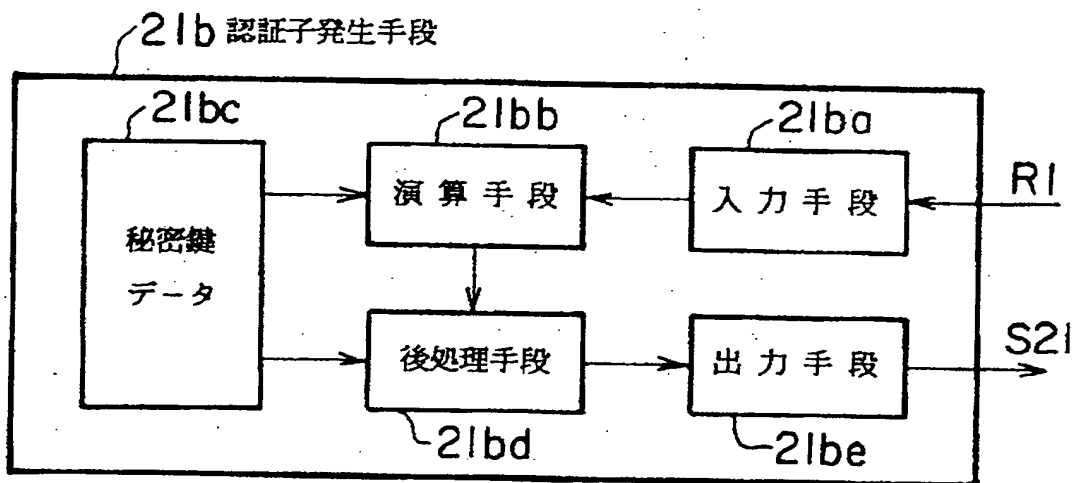 21b 認証子発生手段
21bc
21bb
21ba
秘密鍵
データ
演算手段
入力手段
R1
後処理手段
出力手段
S21
21bd
21be